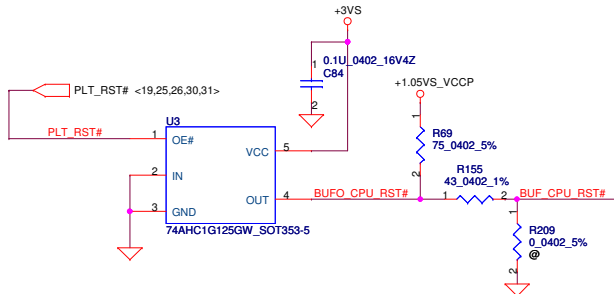 +3VS
1
0.1U_0402_16V4Z
C84
2
PLT_RST# <19,25,26,30,31>
+1.05VS_VCCP
U3
PLT_RST#
1
OE#
VCC
5
1
R69
75_0402_5%
2
2
IN
R155
43_0402_1%
OUT
4
BUFO_CPU_RST#
1
2
BUF_CPU_RST#
3
GND
74AHC1G125GW_SOT353-5
1
R209
0_0402_5%
@
2